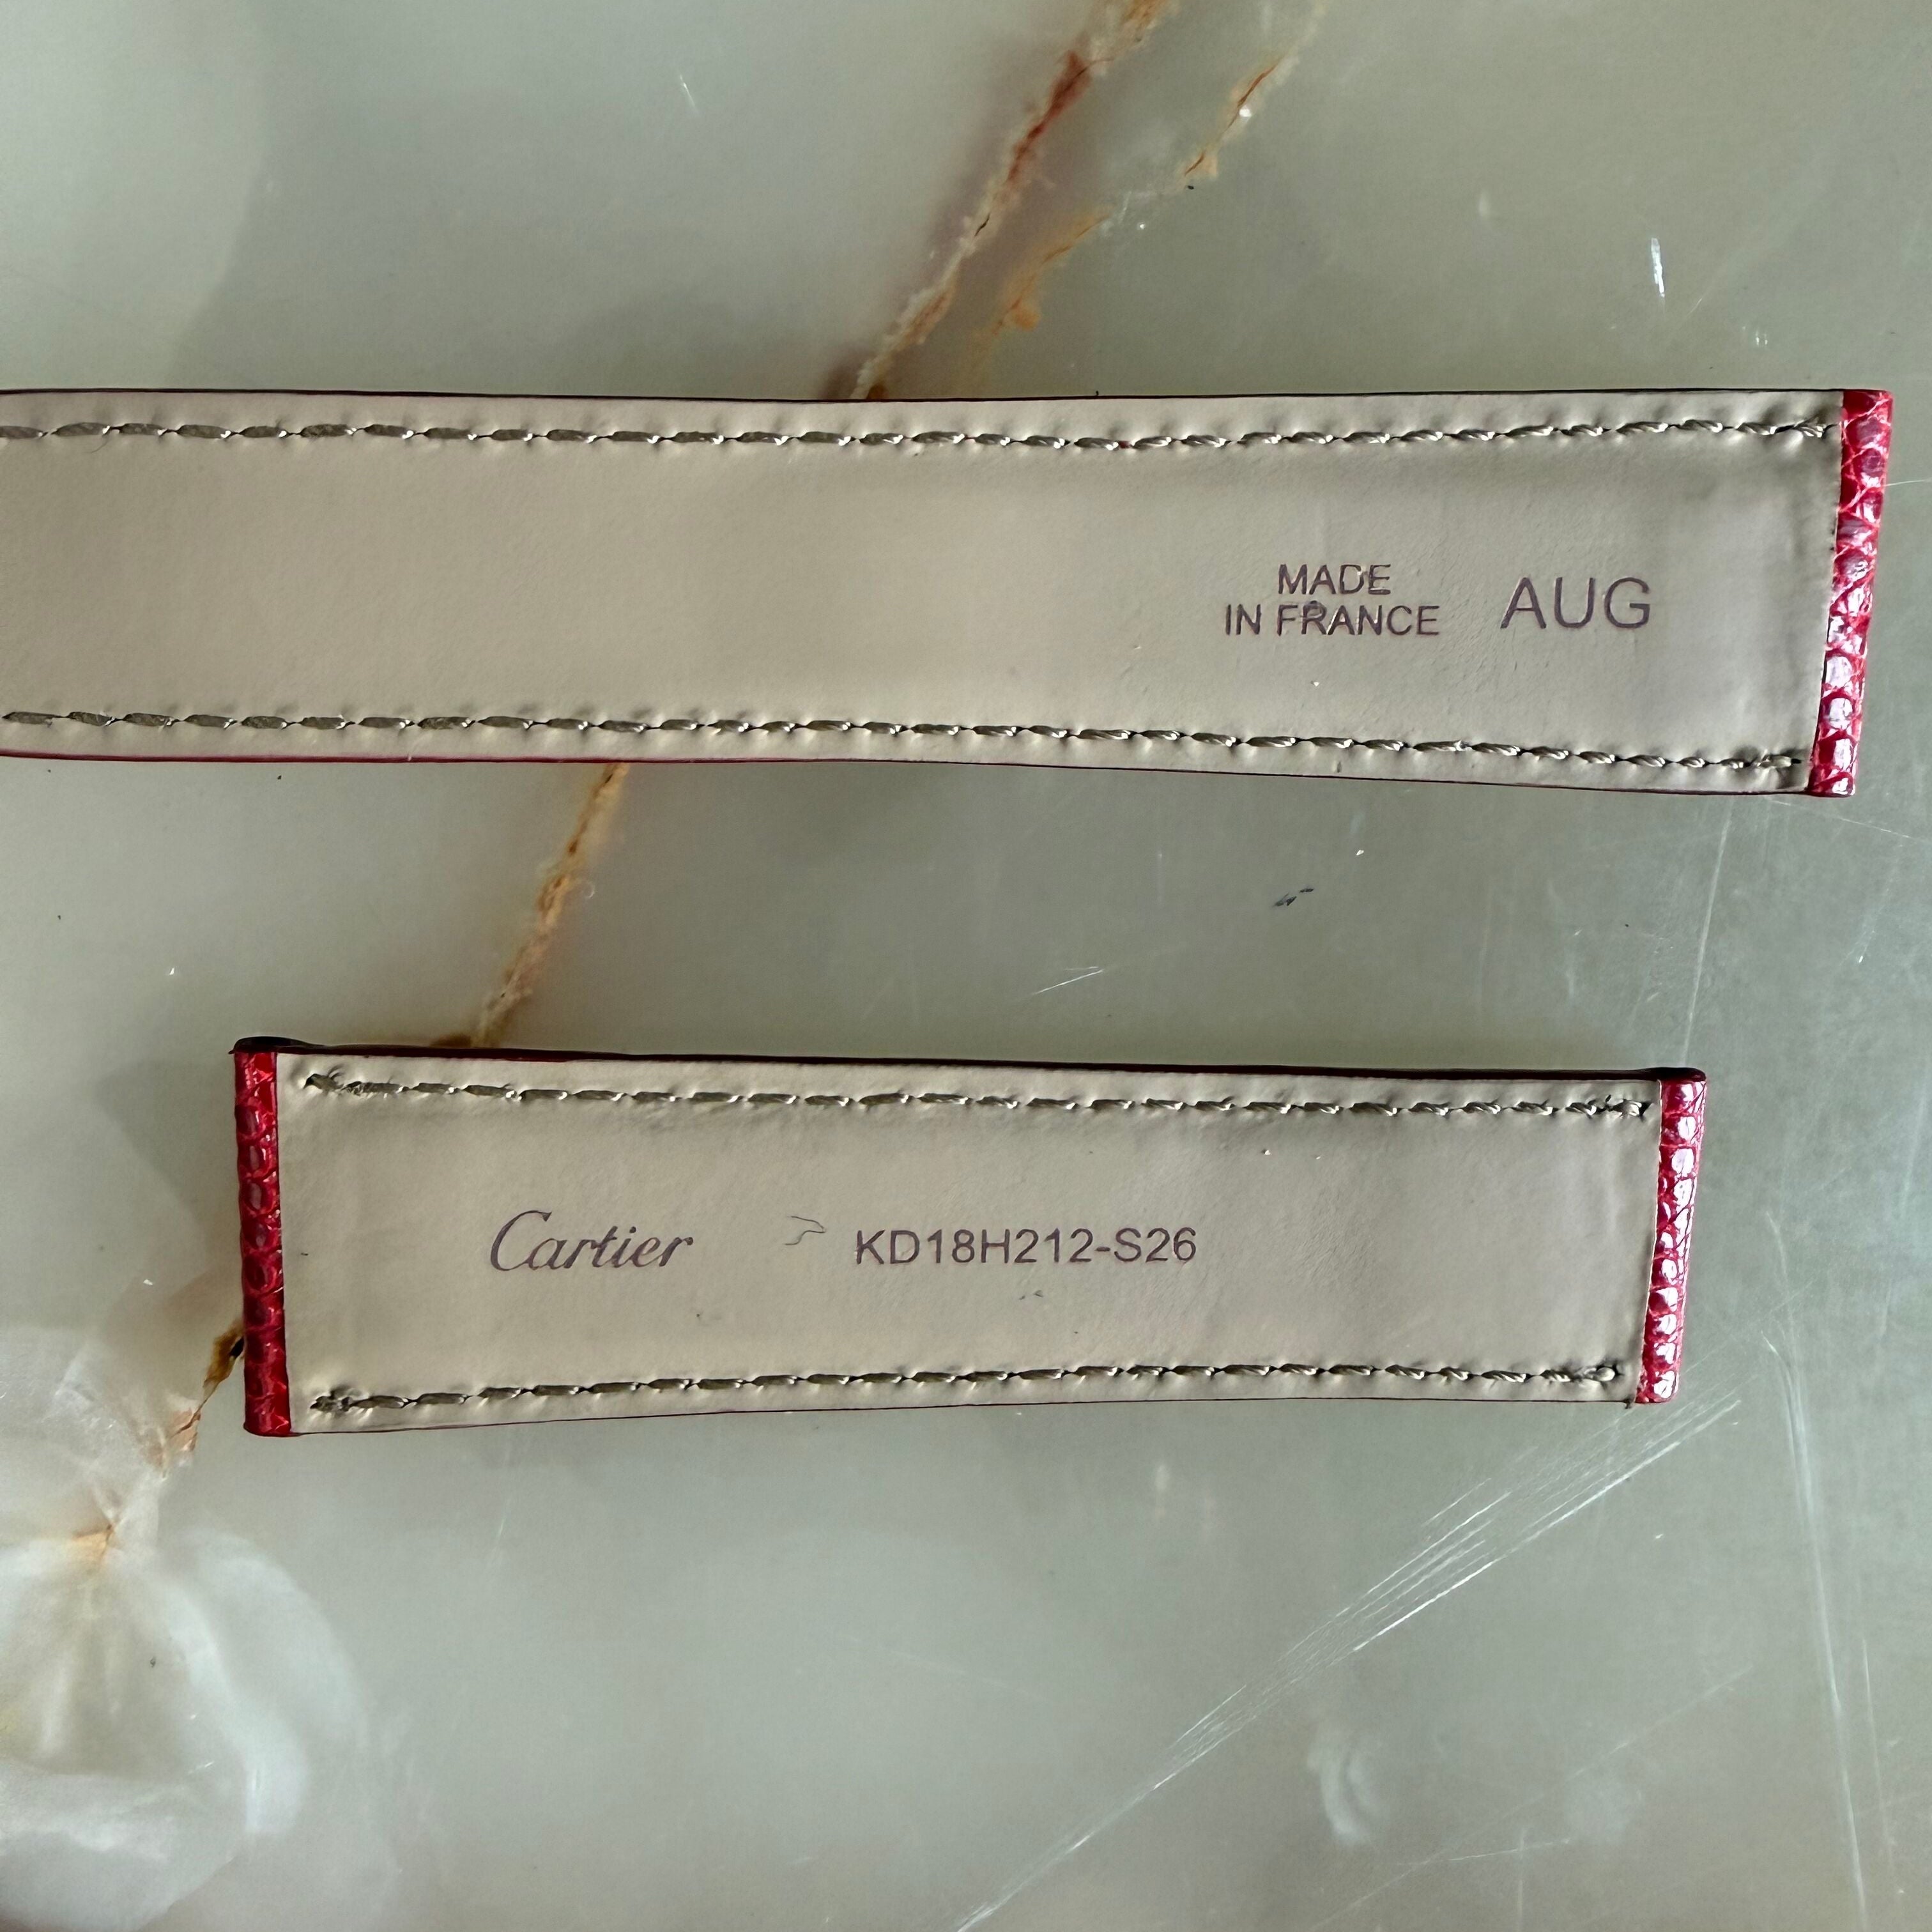 MADE
IN FRANCE AUG
Cartier KD18H212-S26